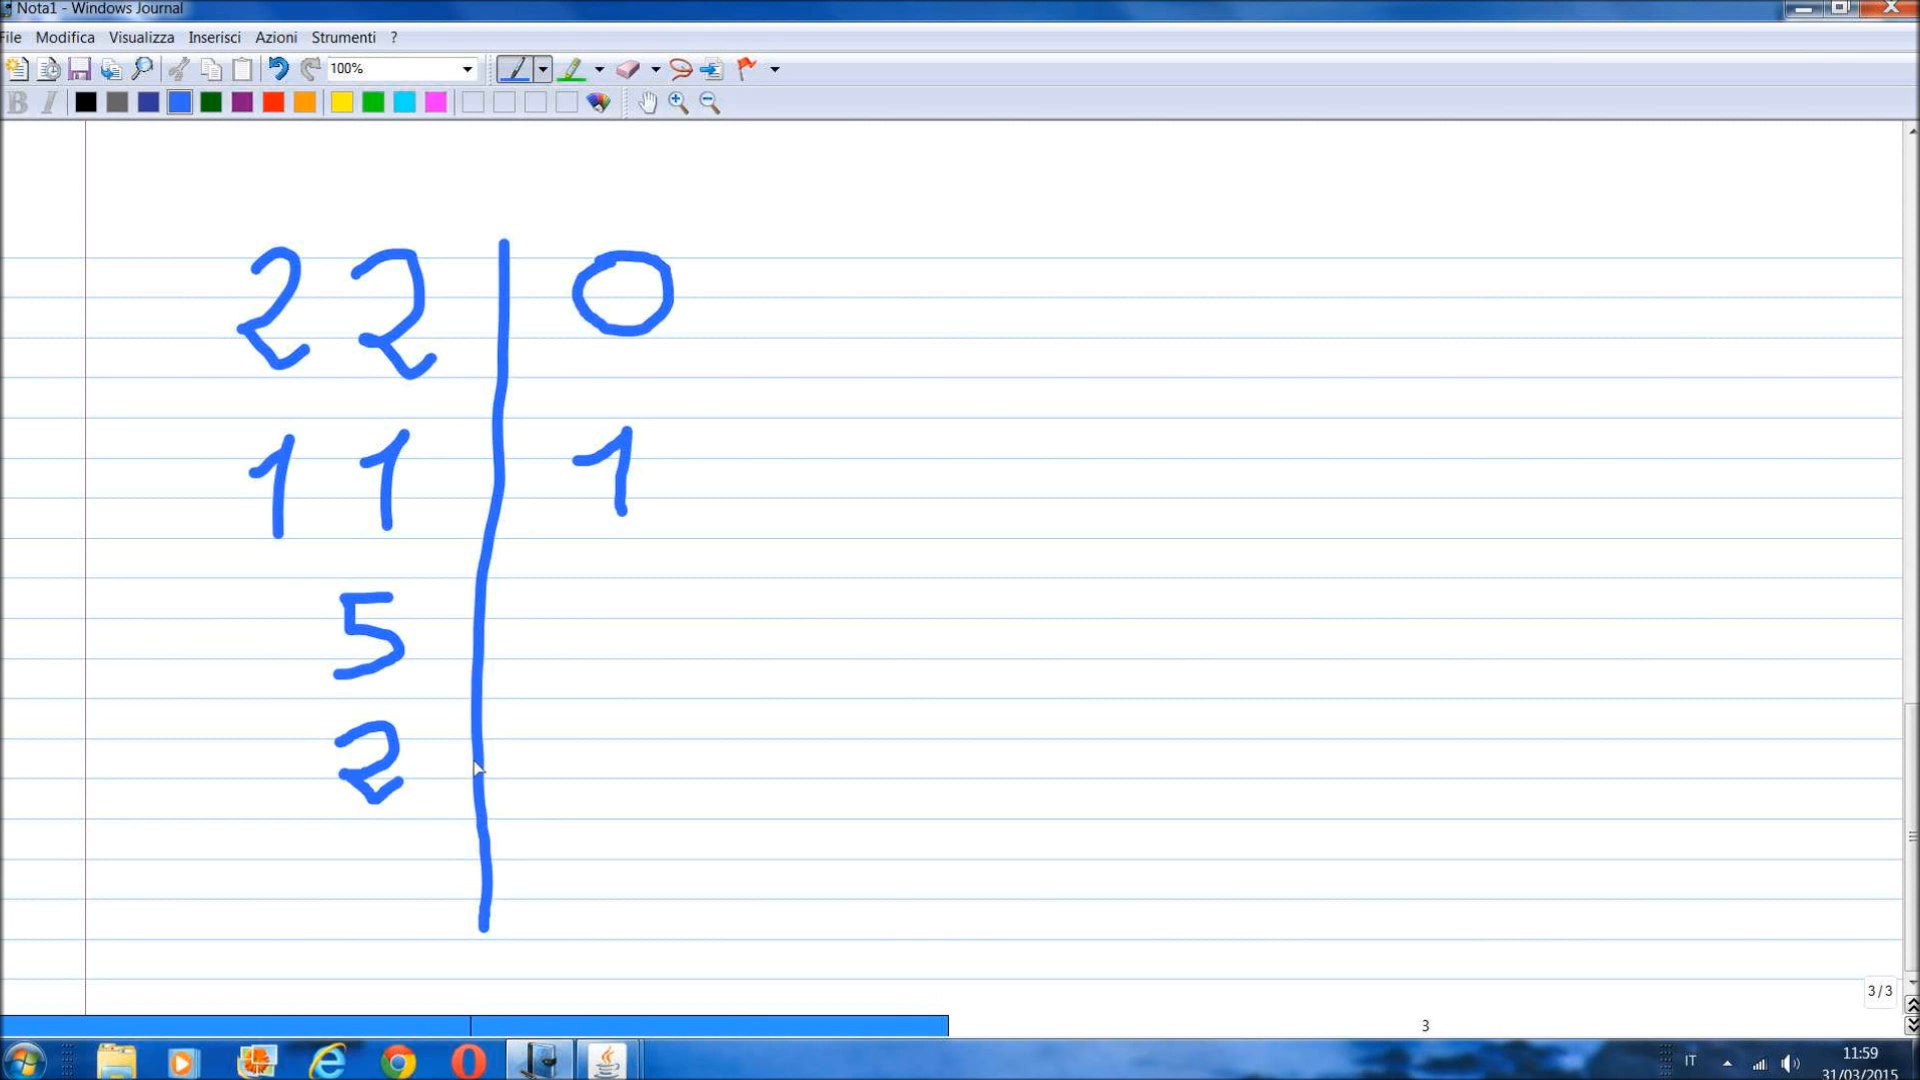 Nota1 - Windows Journal
File Modifica Visualizza Inserisci Azioni Strumenti ?
100%
B I
22 0
11 1
5
2
3/3
3
IT
11:59
31/03/2015